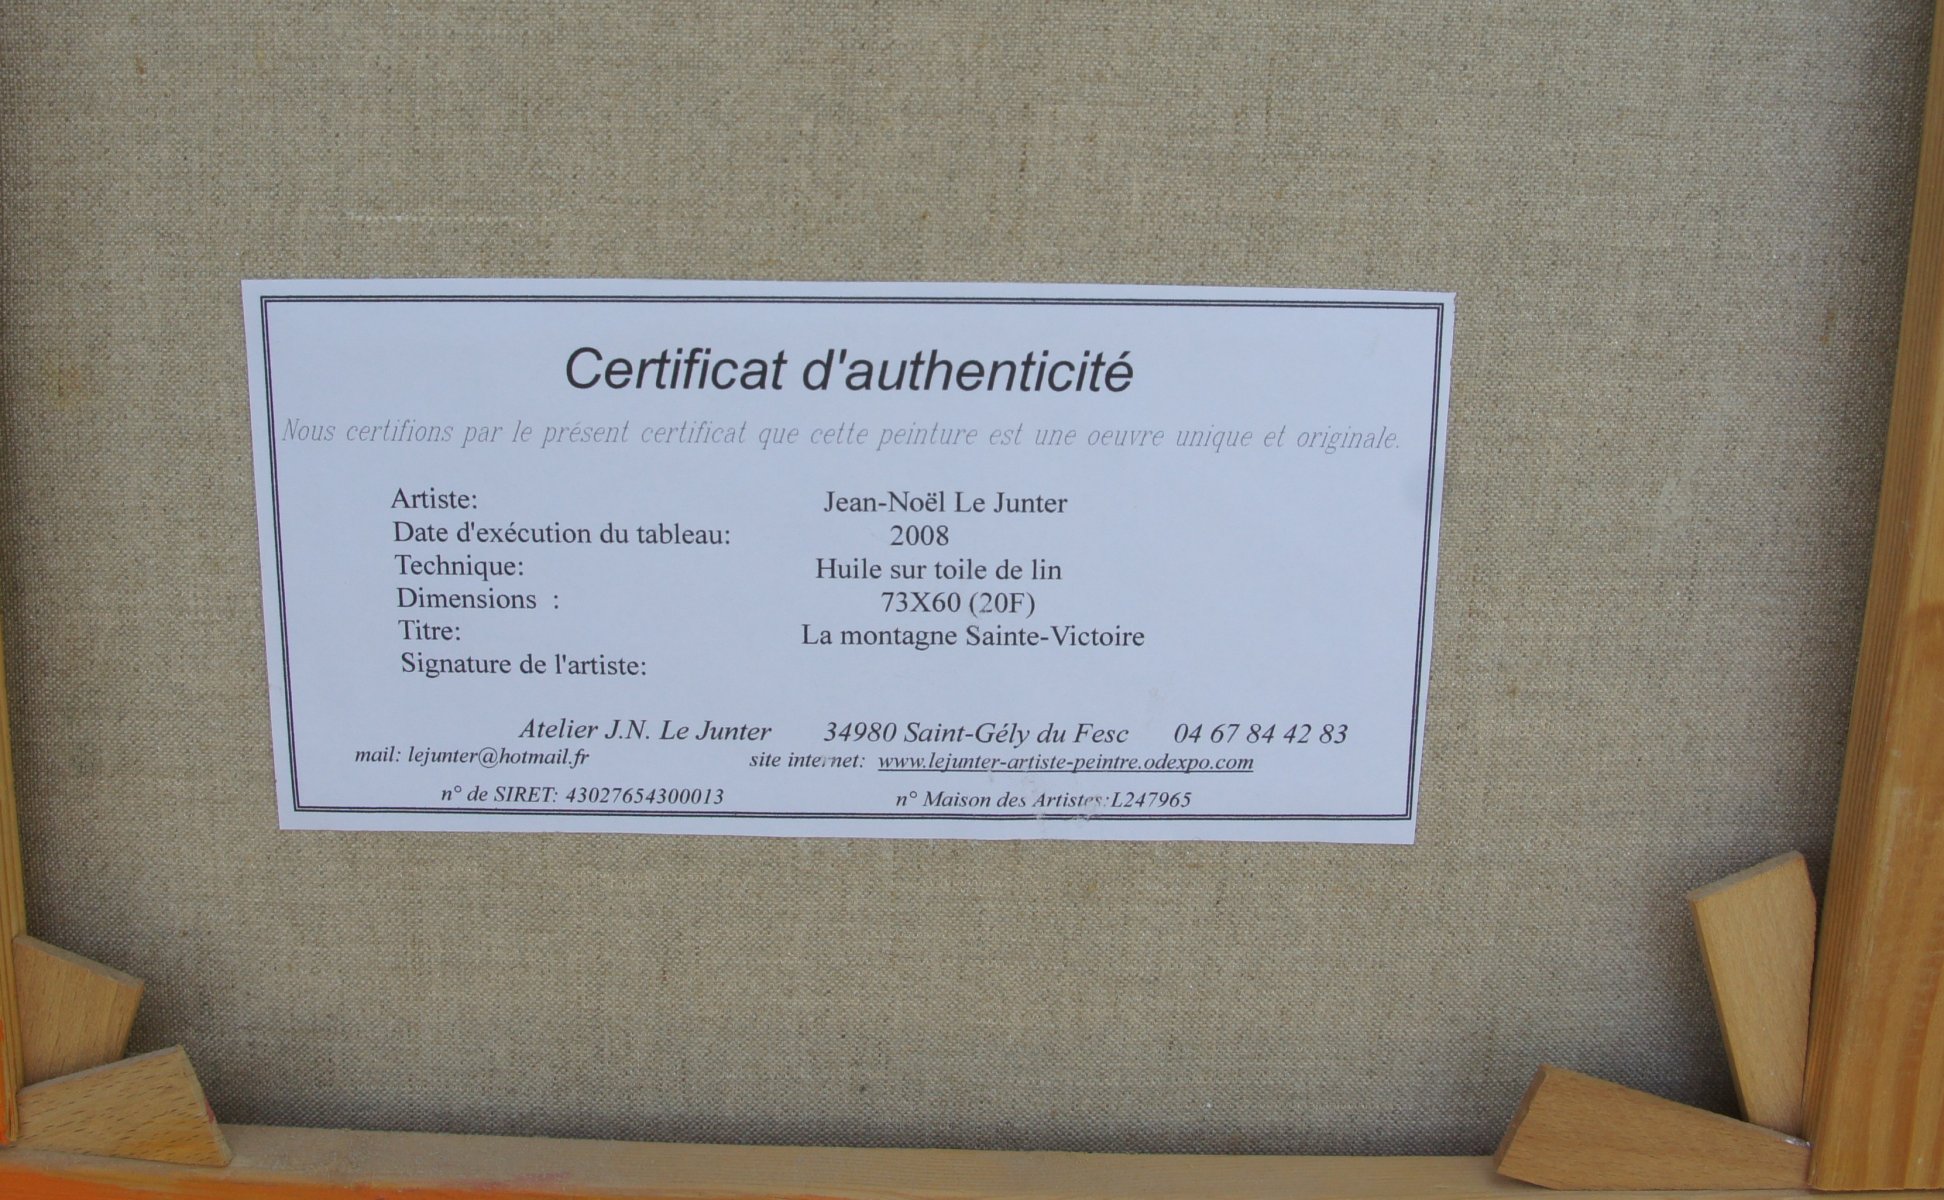 Certificat d'authenticité
Nous certifions par le présent certificat que cette peinture est une oeuvre unique et originale.
Artiste: Jean-Noël Le Junter
Date d'exécution du tableau: 2008
Technique: Huile sur toile de lin
Dimensions : 73X60 (20F)
Titre: La montagne Sainte-Victoire
Signature de l'artiste:
Atelier J.N. Le Junter 34980 Saint-Gély du Fesc 04 67 84 42 83
mail: lejunter@hotmail.fr site internet: www.lejunter-artiste-peintre.odexpo.com
n° de SIRET: 43027654300013 n° Maison des Artistes:L247965